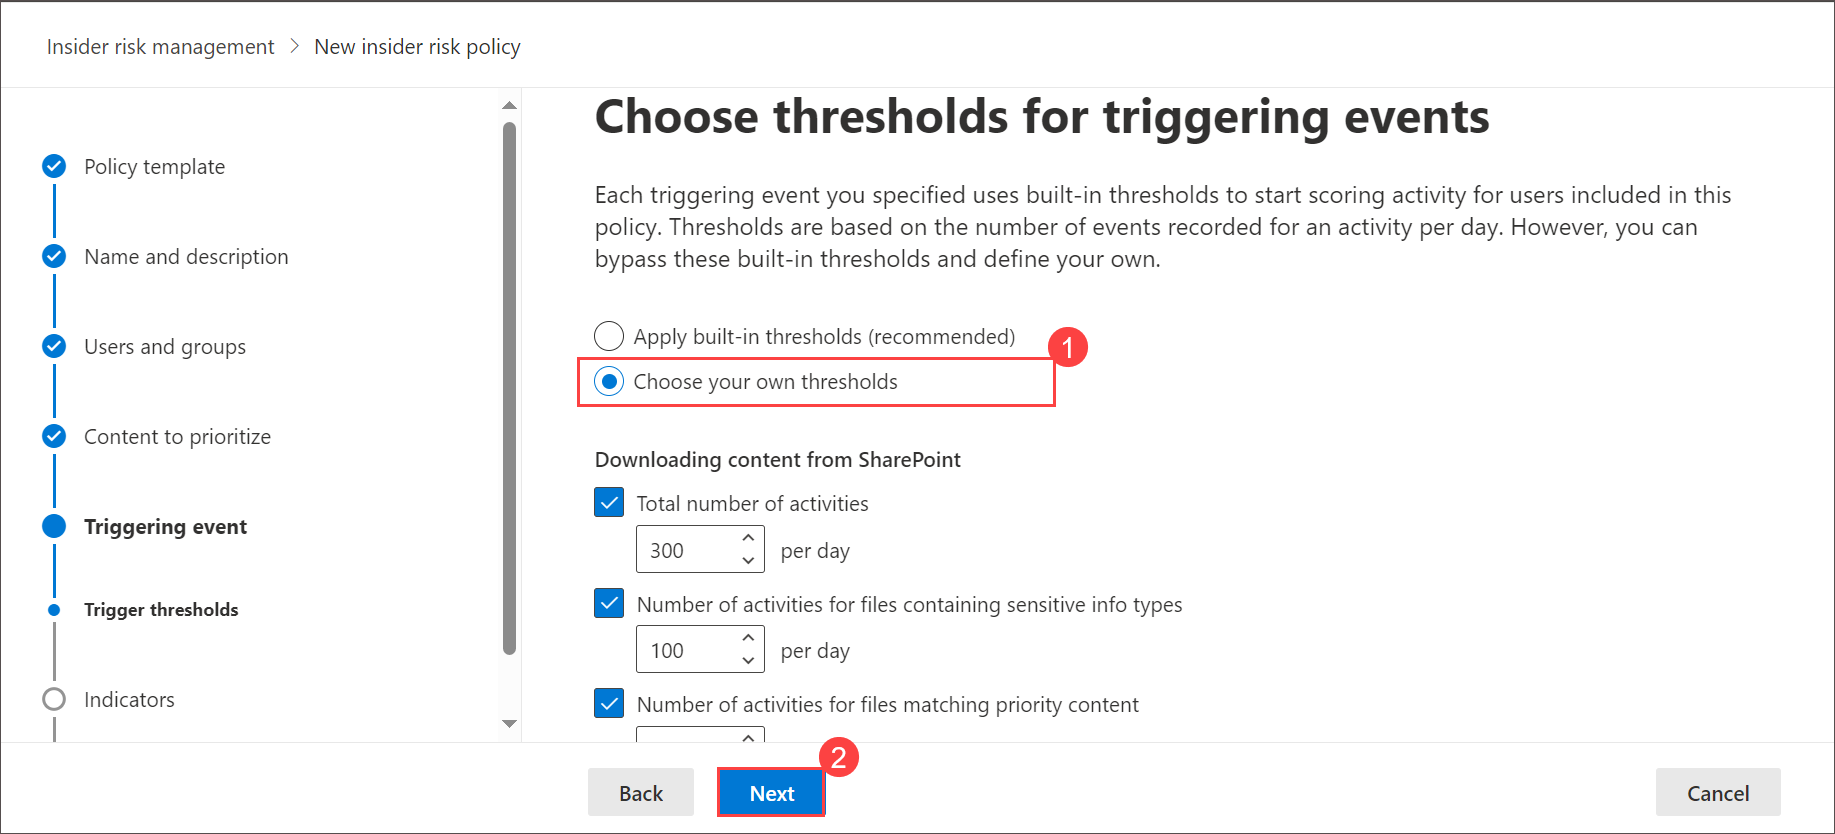 Insider risk management > New insider risk policy
Policy template
Name and description
Users and groups
Content to prioritize
Triggering event
Trigger thresholds
Indicators
Choose thresholds for triggering events
Each triggering event you specified uses built-in thresholds to start scoring activity for users included in this
policy. Thresholds are based on the number of events recorded for an activity per day. However, you can
bypass these built-in thresholds and define your own.
Apply built-in thresholds (recommended)
1
Choose your own thresholds
Downloading content from SharePoint
Total number of activities
300 per day
Number of activities for files containing sensitive info types
100 per day
Number of activities for files matching priority content
2
Back
Next
Cancel